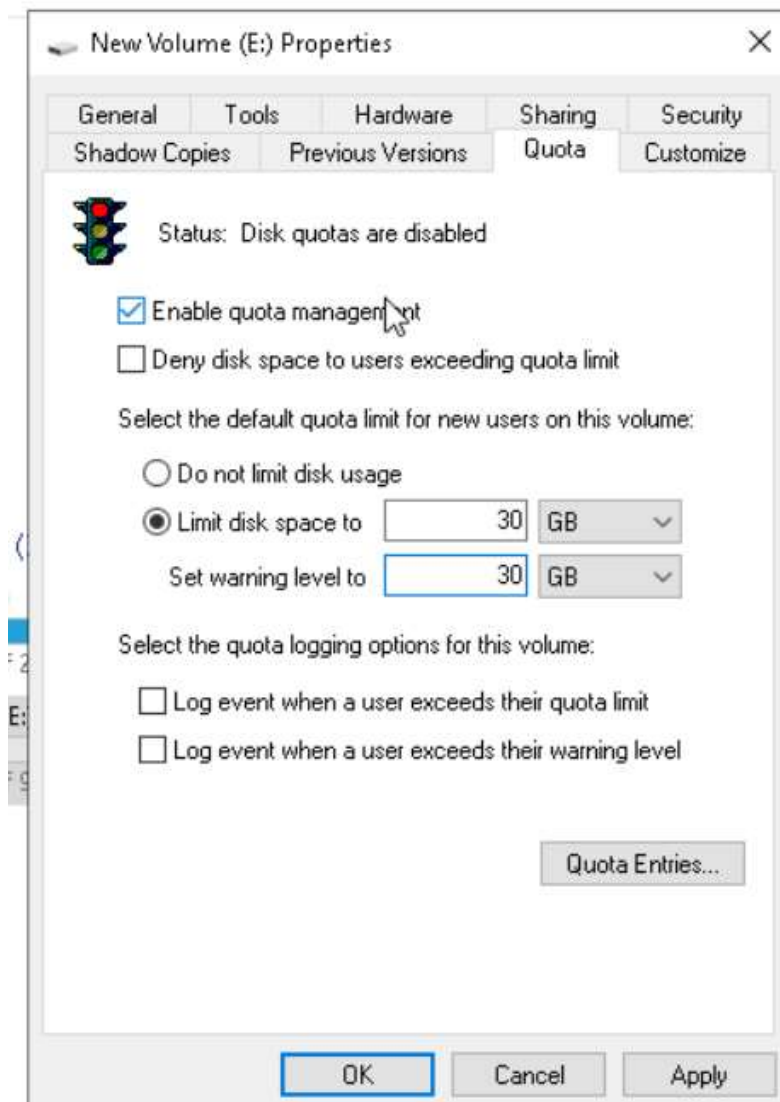 New Volume (E:) Properties
General Tools Hardware Sharing Security
Shadow Copies Previous Versions Quota Customize
Status: Disk quotas are disabled
Enable quota management
Deny disk space to users exceeding quota limit
Select the default quota limit for new users on this volume:
Do not limit disk usage
Limit disk space to 30 GB
Set warning level to 30 GB
Select the quota logging options for this volume:
Log event when a user exceeds their quota limit
Log event when a user exceeds their warning level
E:
Quota Entries...
OK Cancel Apply